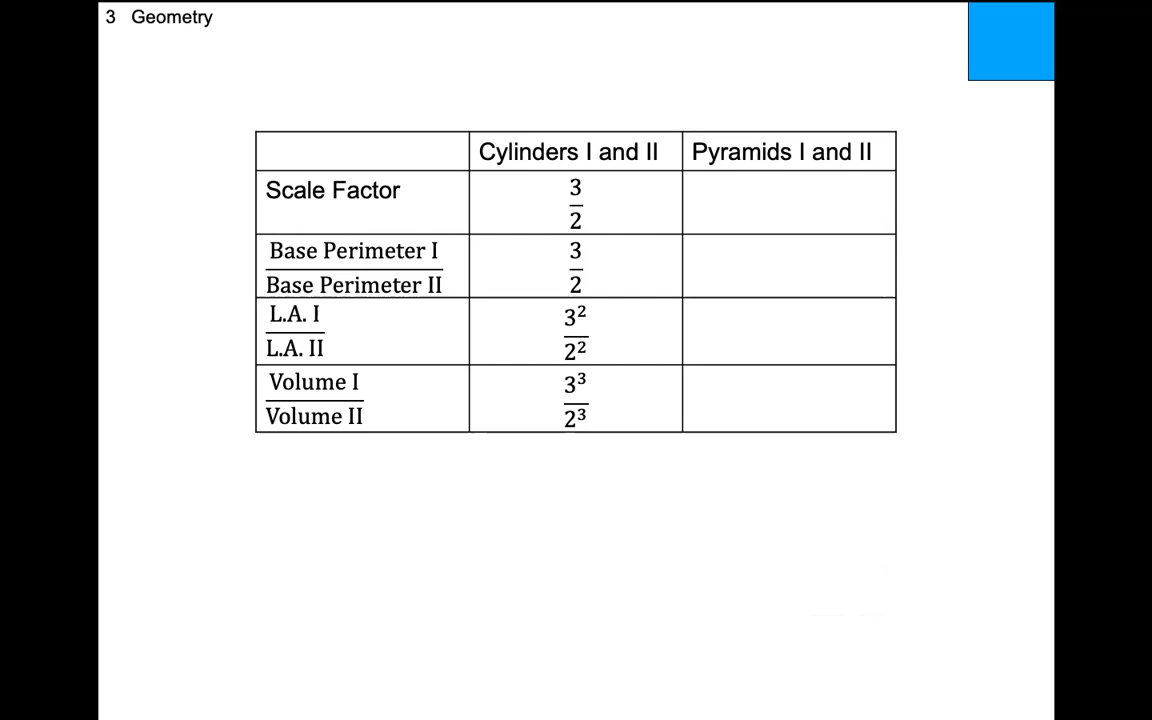 3 Geometry
Cylinders I and II Pyramids I and II
Scale Factor 3/2
Base Perimeter I/Base Perimeter II 3/2
L.A. I/L.A. II 3²/2²
Volume I/Volume II 3³/2³